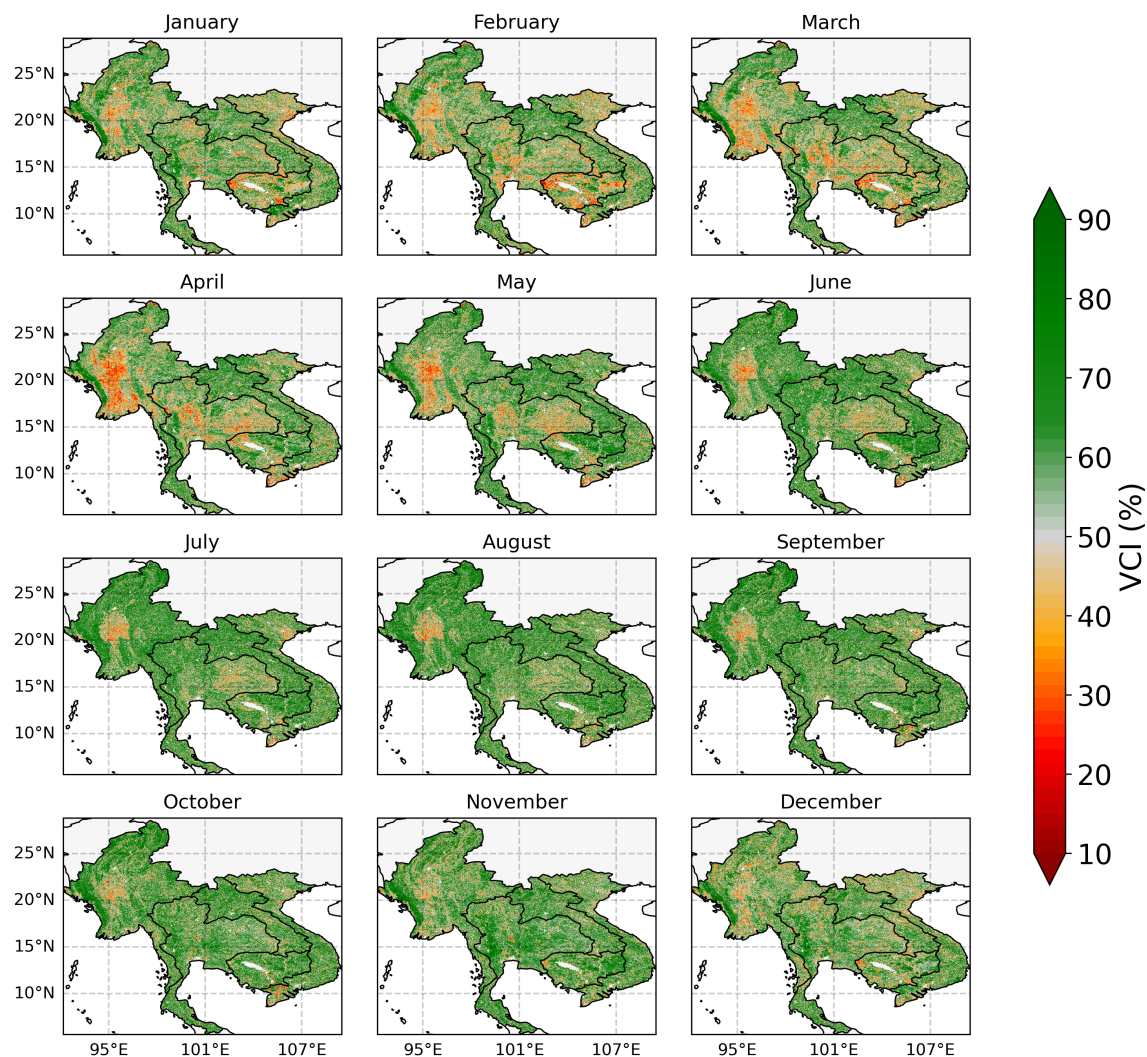 January February March
25°N
20°N
15°N
10°N
April May June
25°N
20°N
15°N
10°N
July August September
25°N
20°N
15°N
10°N
October November December
25°N
20°N
15°N
10°N
95°E 101°E 107°E 95°E 101°E 107°E 95°E 101°E 107°E
90
80
70
60
50
40
30
20
10
VCI (%)